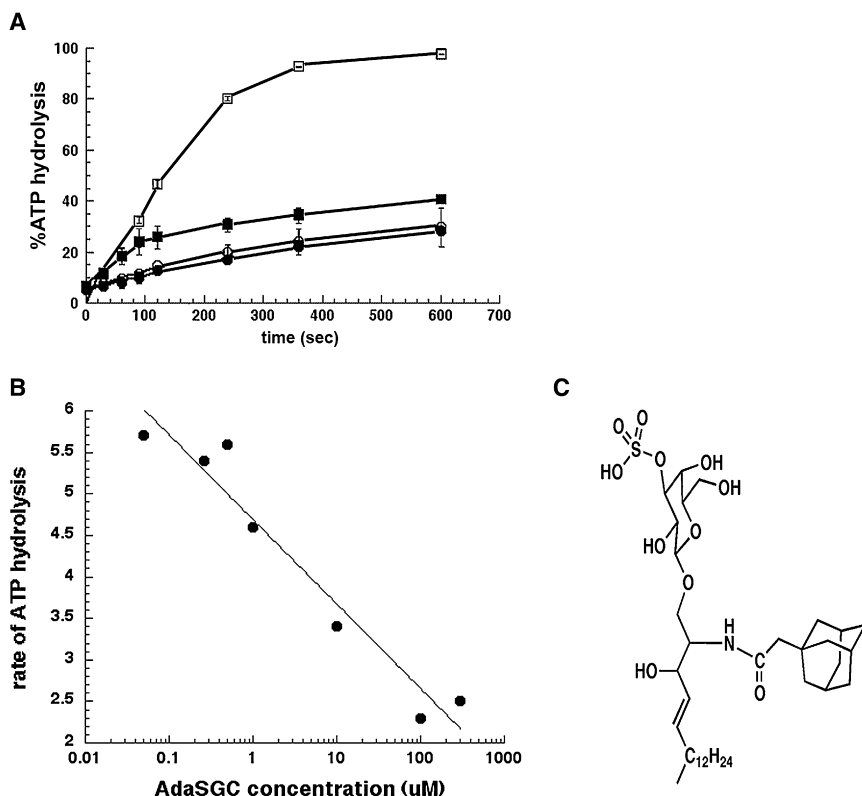 A
100
80
60
40
20
0
%ATP hydrolysis
0 100 200 300 400 500 600 700
time (sec)
B
6
5.5
5
4.5
4
3.5
3
2.5
2
rate of ATP hydrolysis
0.01 0.1 1 10 100 1000
AdaSGC concentration (uM)
C
O O
S
HO O OH
OH
O
HO
O
H
N
HO C
O
C12H24